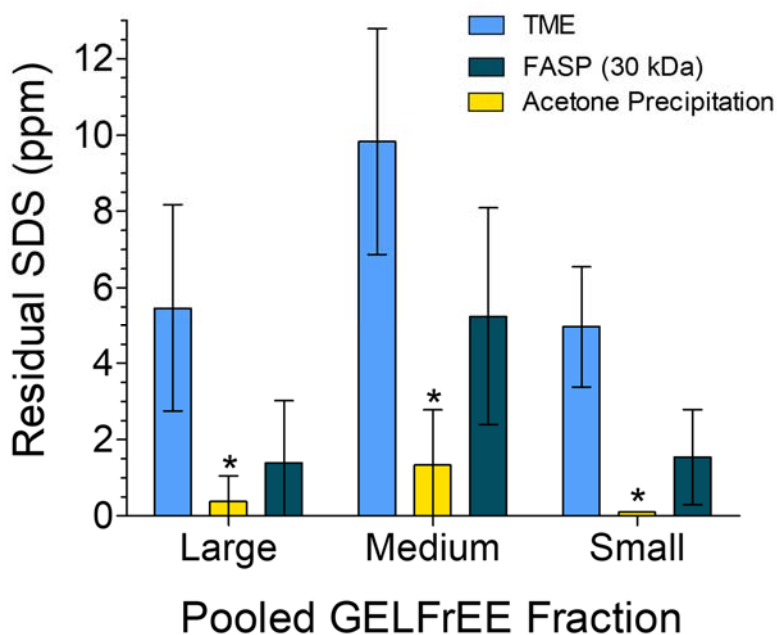 TME
FASP (30 kDa)
Acetone Precipitation
Residual SDS (ppm)
12
10
8
6
4
2
0
*
*
*
Large Medium Small
Pooled GELFrEE Fraction